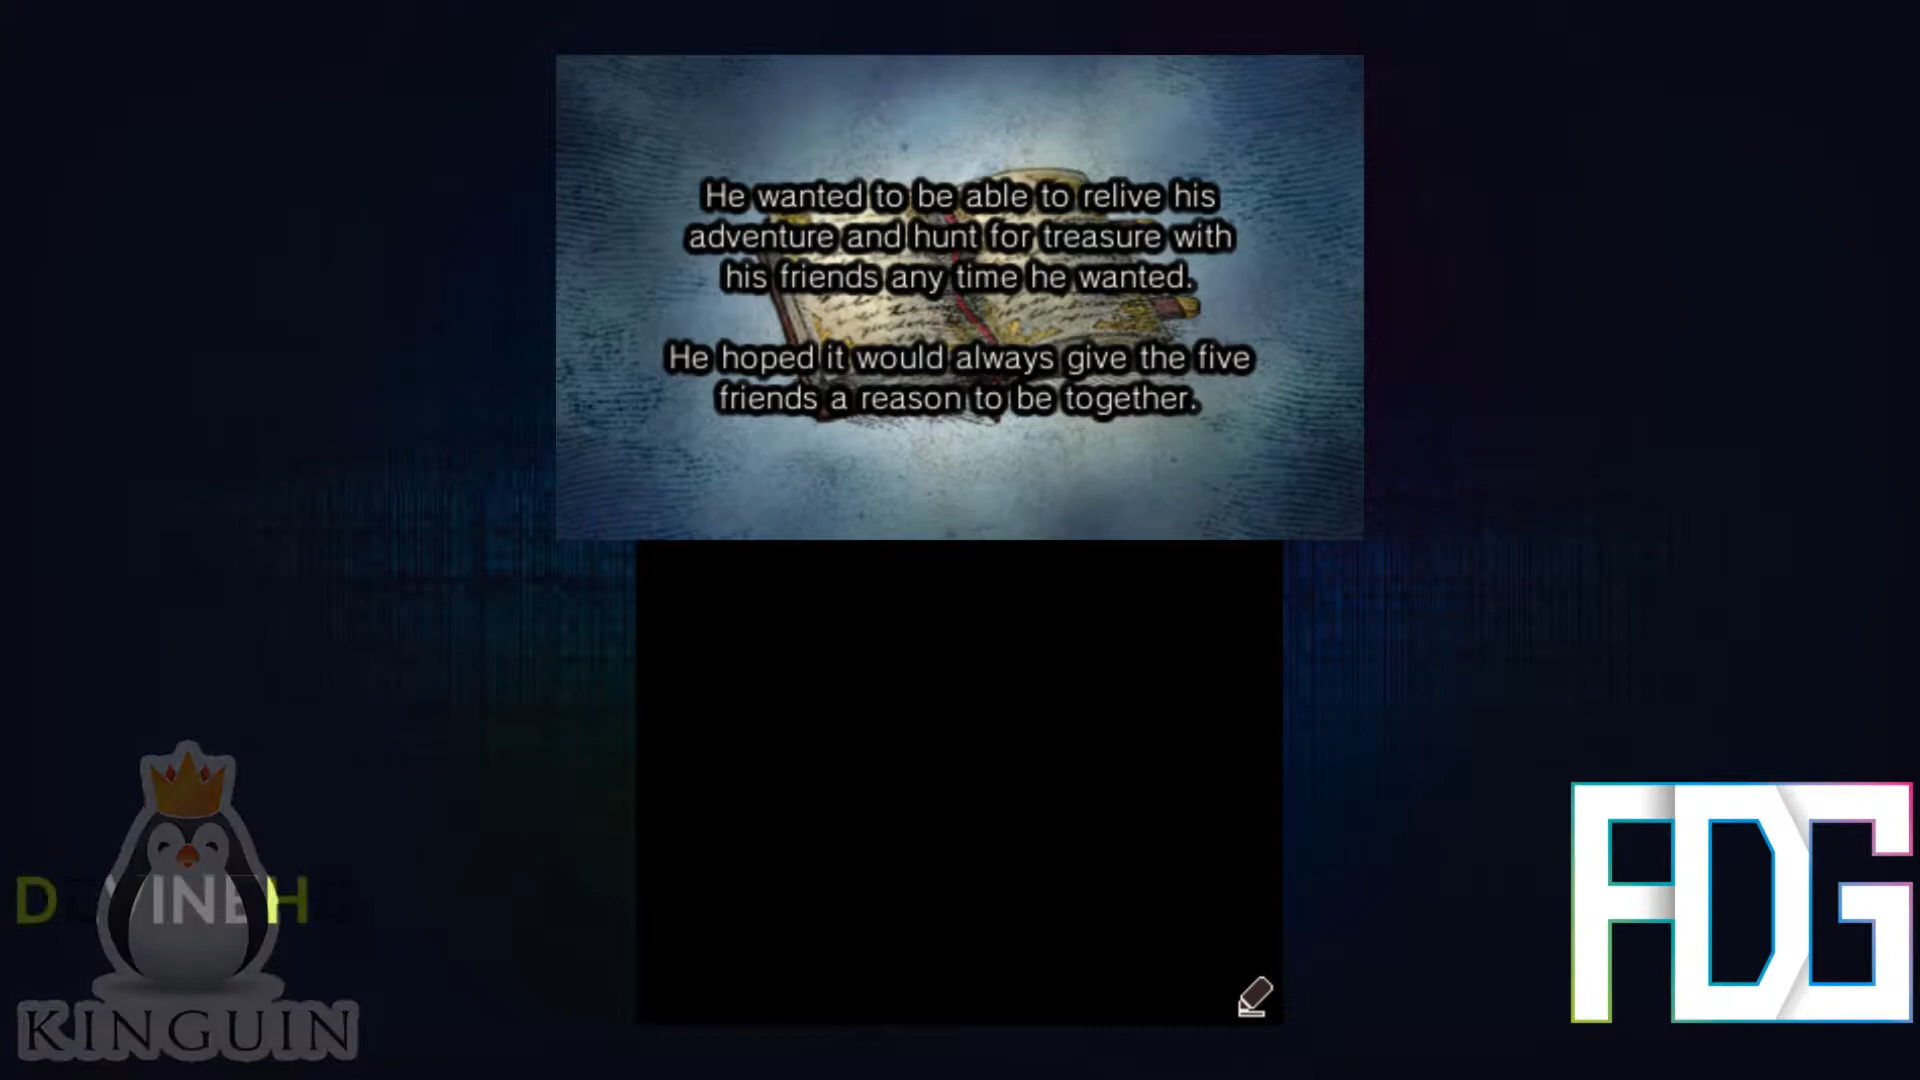 He wanted to be able to relive his
adventure and hunt for treasure with
his friends any time he wanted.
He hoped it would always give the five
friends a reason to be together.
KINGUIN
FDG